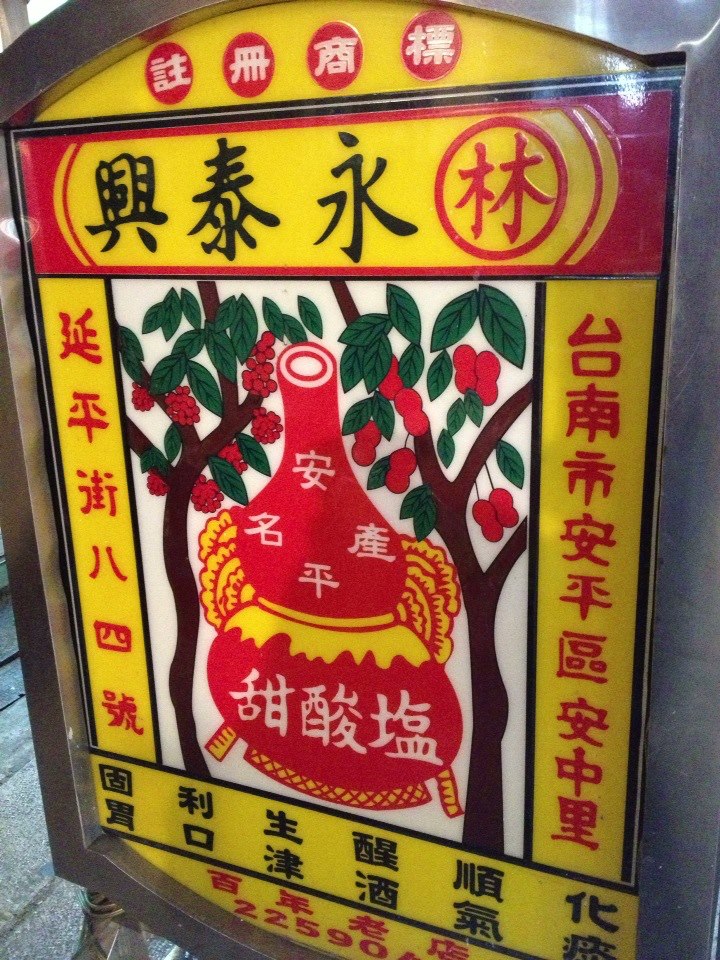 註冊商標
林永泰興
台南市安平區安中里
延平街八四號
安平名產
甜酸塩
化痰
順氣
醒酒
生津
利口
固胃
百年老店